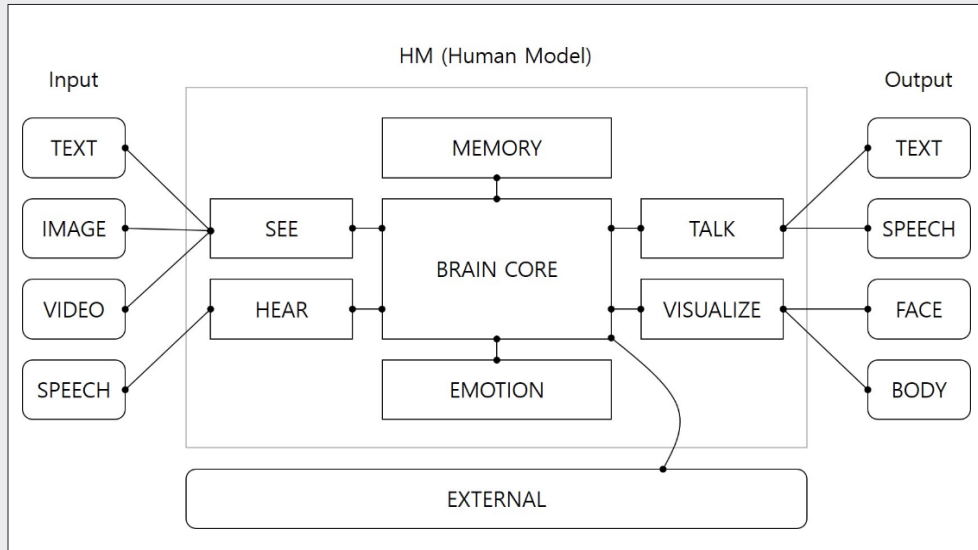 HM (Human Model)
Input
Output
TEXT
MEMORY
TEXT
IMAGE
SEE
BRAIN CORE
TALK
SPEECH
VIDEO
HEAR
VISUALIZE
FACE
SPEECH
EMOTION
BODY
EXTERNAL